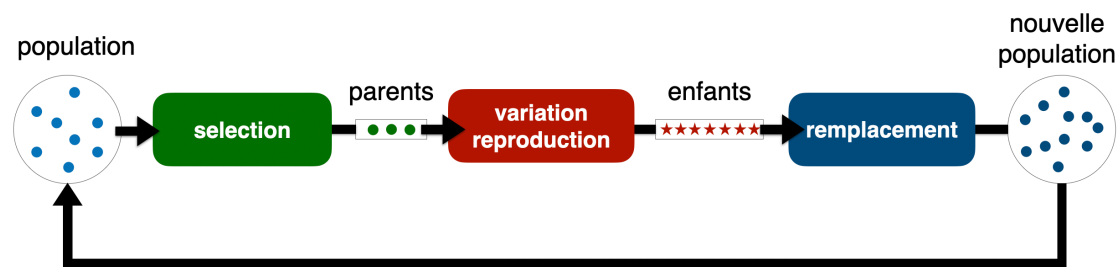 population
selection
parents
variation
reproduction
enfants
remplacement
nouvelle
population